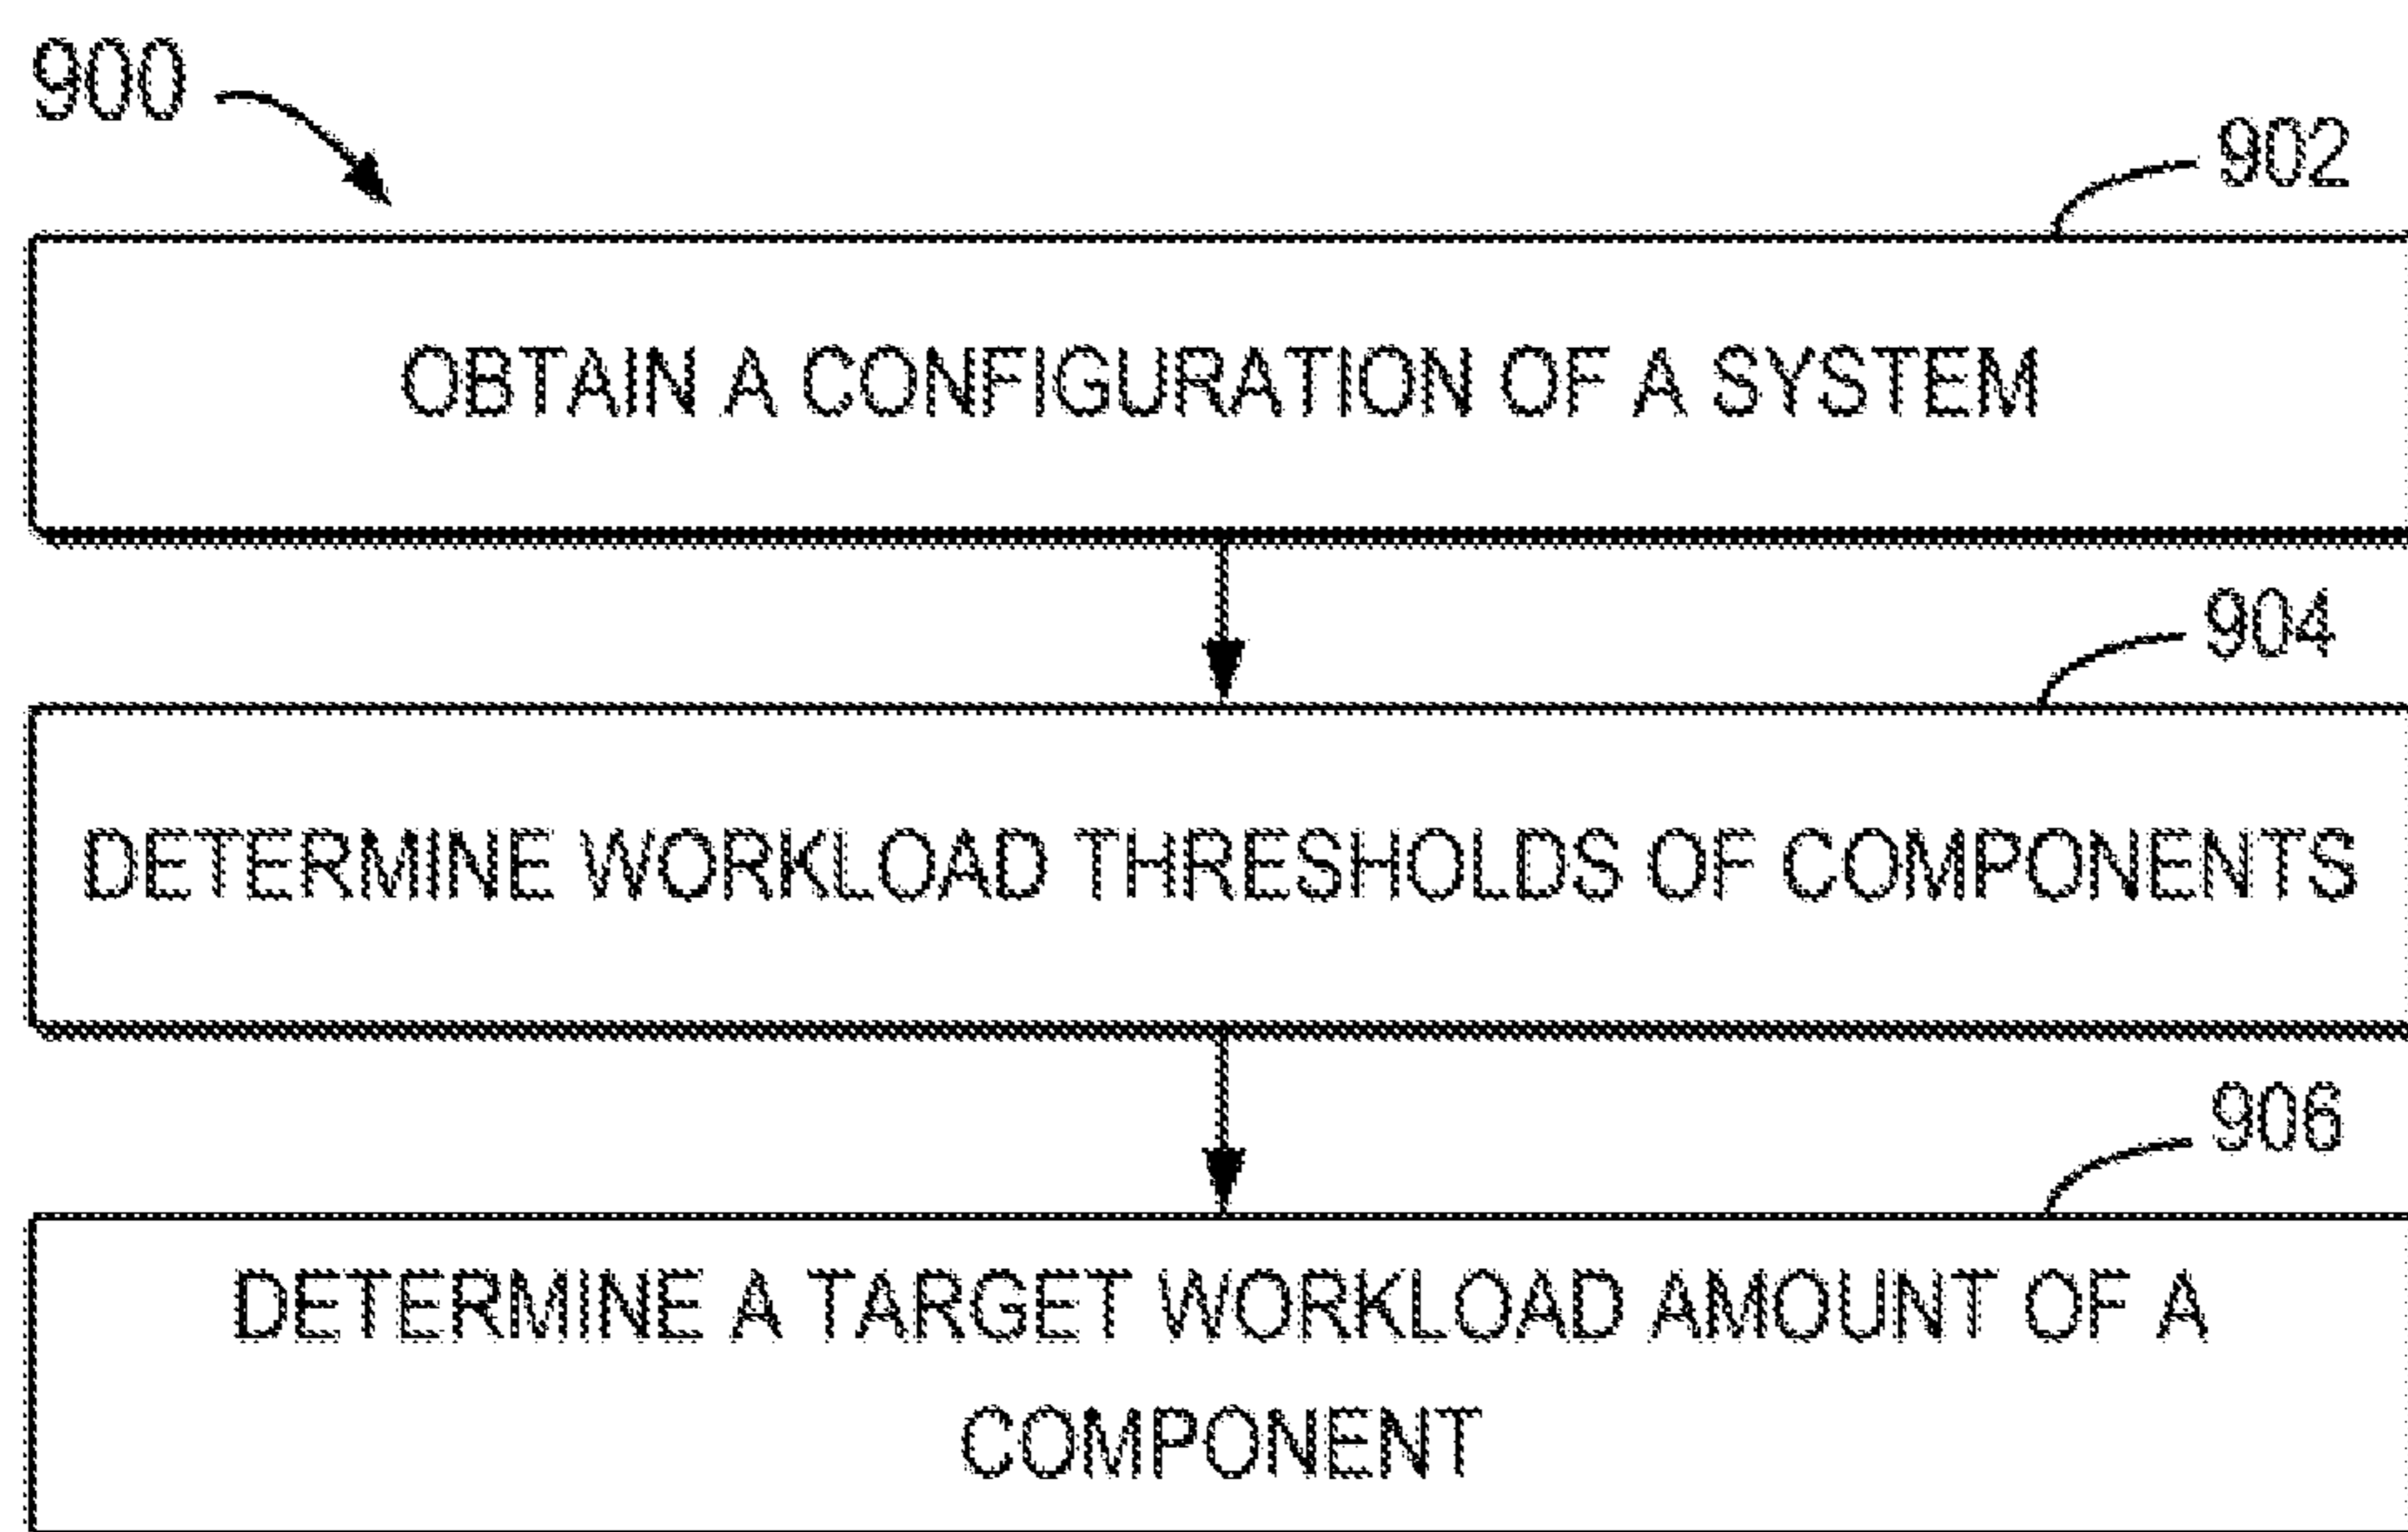 900
902
OBTAIN A CONFIGURATION OF A SYSTEM
904
DETERMINE WORKLOAD THRESHOLDS OF COMPONENTS
906
DETERMINE A TARGET WORKLOAD AMOUNT OF A
COMPONENT